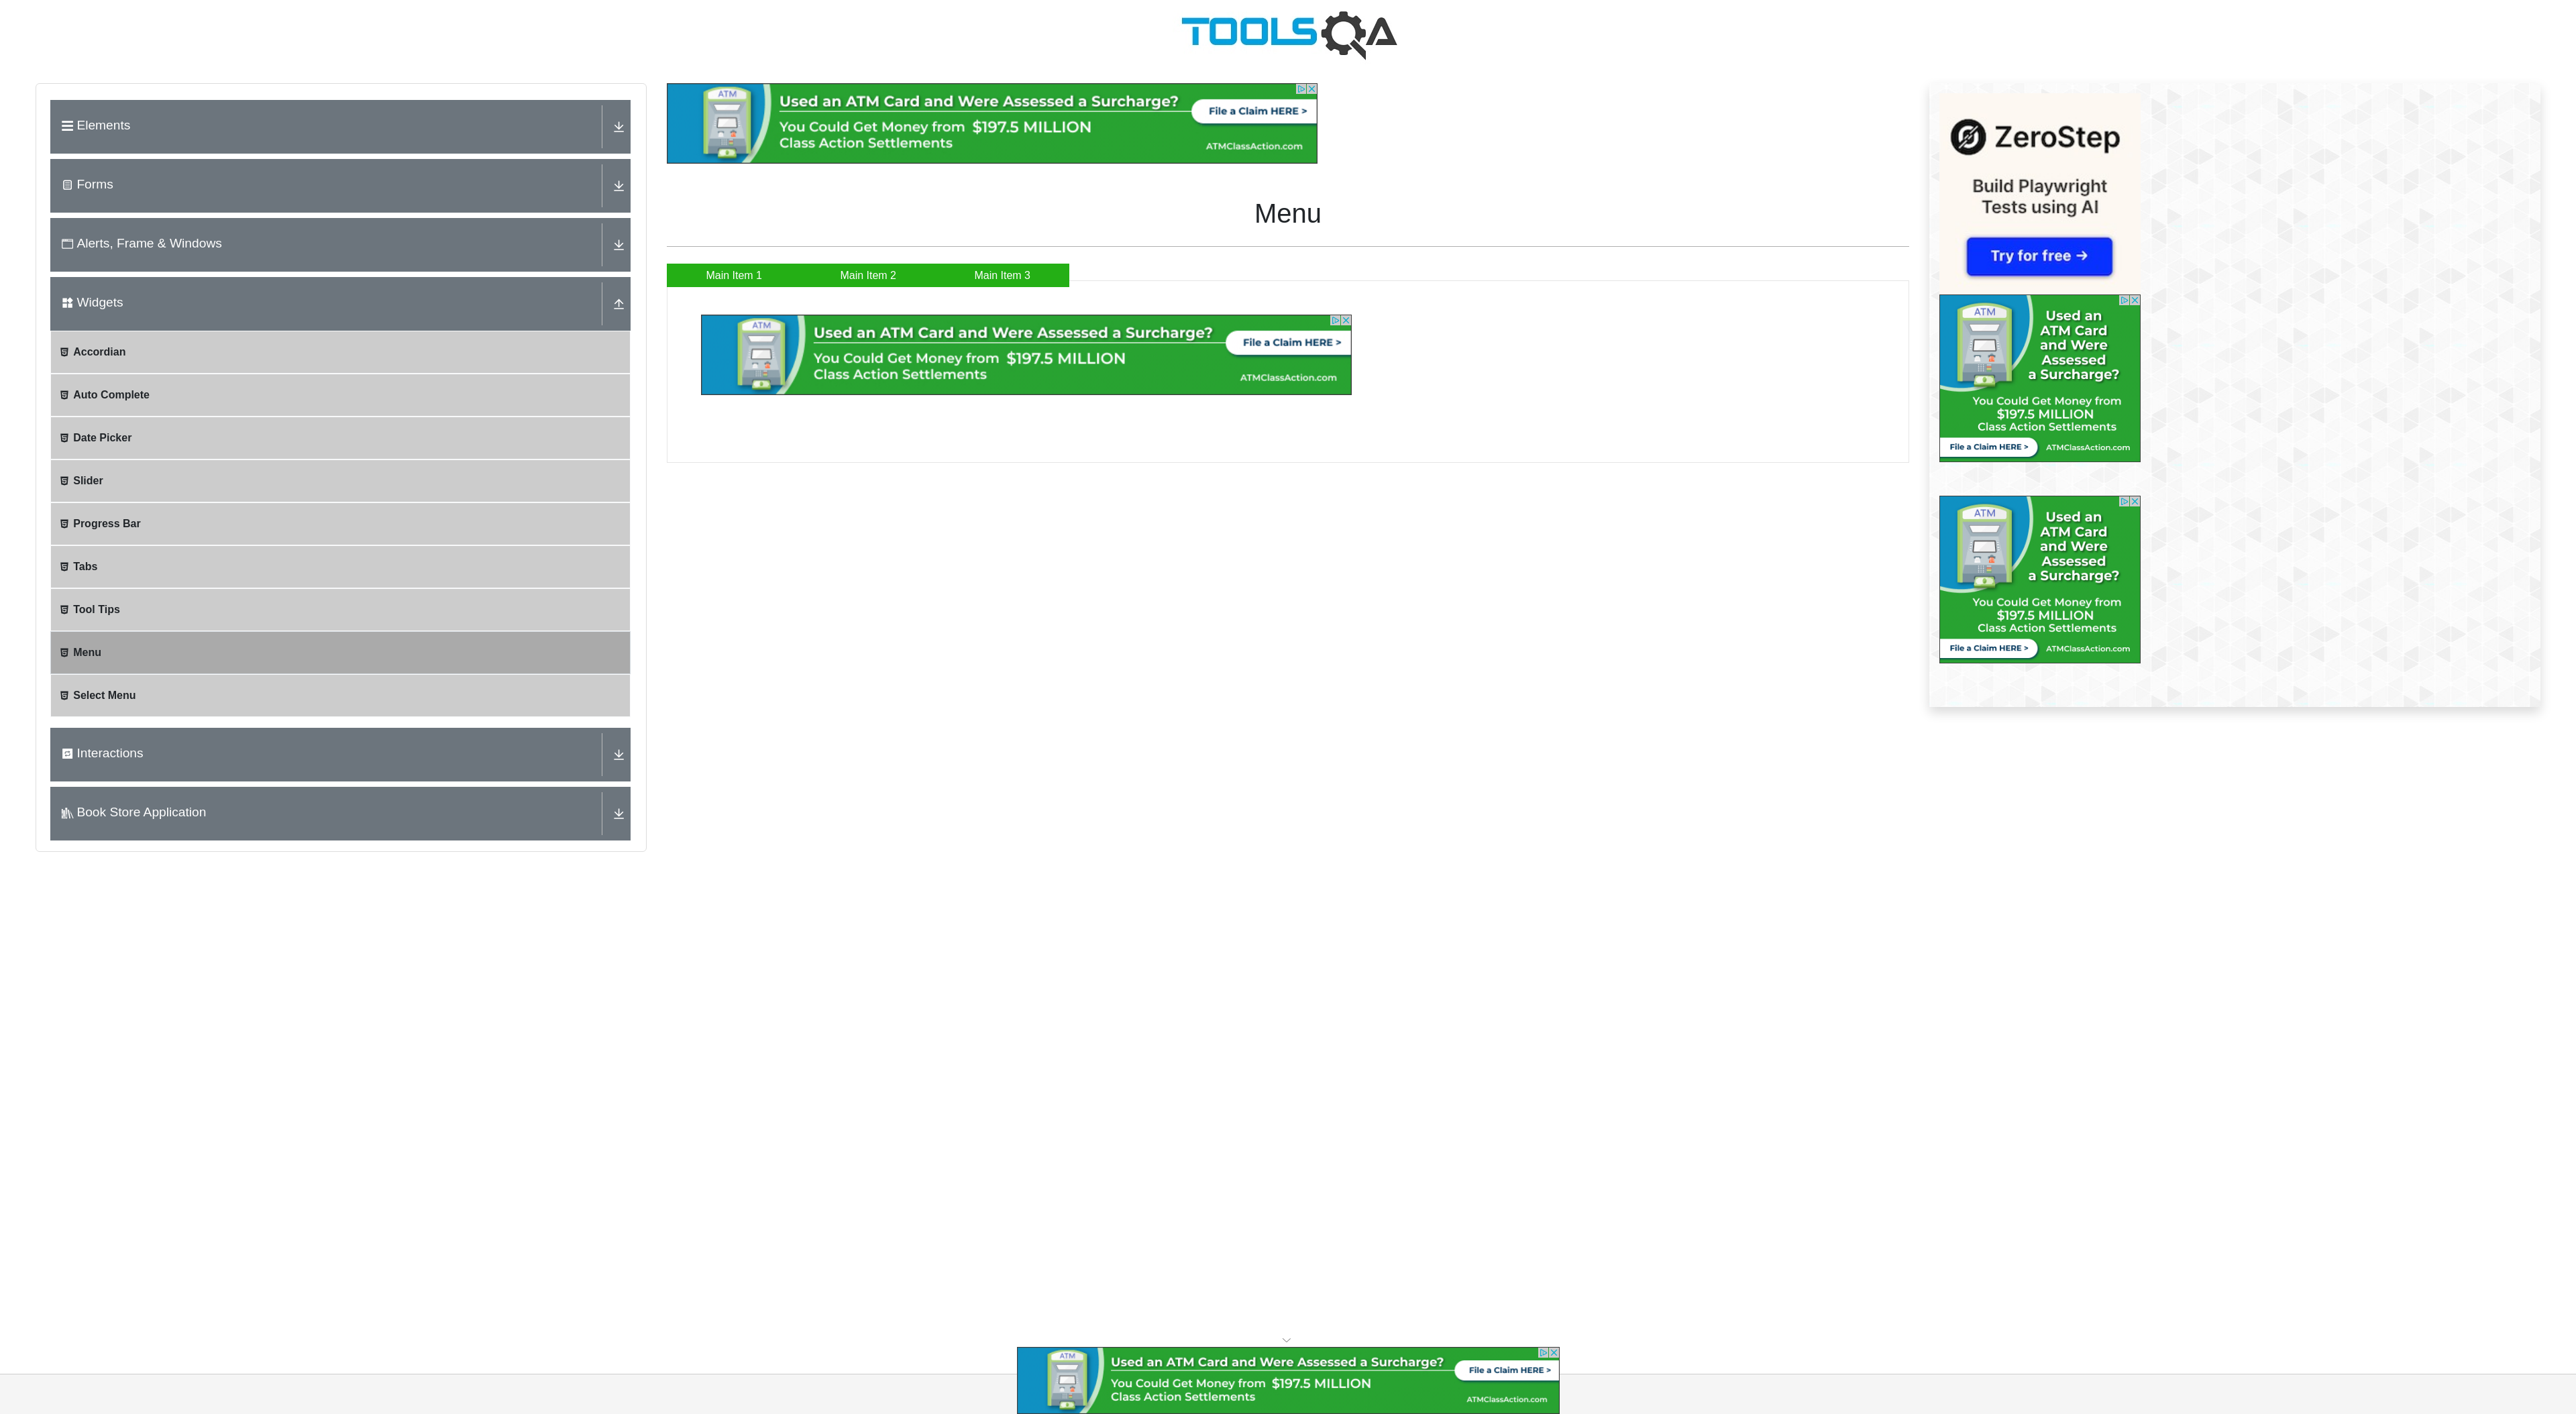 TOOLSQA
Elements
Forms
Alerts, Frame & Windows
Widgets
Accordian
Auto Complete
Date Picker
Slider
Progress Bar
Tabs
Tool Tips
Menu
Select Menu
Interactions
Book Store Application
ATM
Used an ATM Card and Were Assessed a Surcharge?
File a Claim HERE >
You Could Get Money from $197.5 MILLION
Class Action Settlements
ATMClassAction.com
Menu
Main Item 1 Main Item 2 Main Item 3
ATM
Used an ATM Card and Were Assessed a Surcharge?
File a Claim HERE >
You Could Get Money from $197.5 MILLION
Class Action Settlements
ATMClassAction.com
ZeroStep
Build Playwright
Tests using AI
Try for free →
ATM
Used an
ATM Card
and Were
Assessed
a Surcharge?
You Could Get Money from
$197.5 MILLION
Class Action Settlements
File a Claim HERE > ATMClassAction.com
ATM
Used an
ATM Card
and Were
Assessed
a Surcharge?
You Could Get Money from
$197.5 MILLION
Class Action Settlements
File a Claim HERE > ATMClassAction.com
ATM
Used an ATM Card and Were Assessed a Surcharge?
File a Claim HERE >
You Could Get Money from $197.5 MILLION
Class Action Settlements
ATMClassAction.com